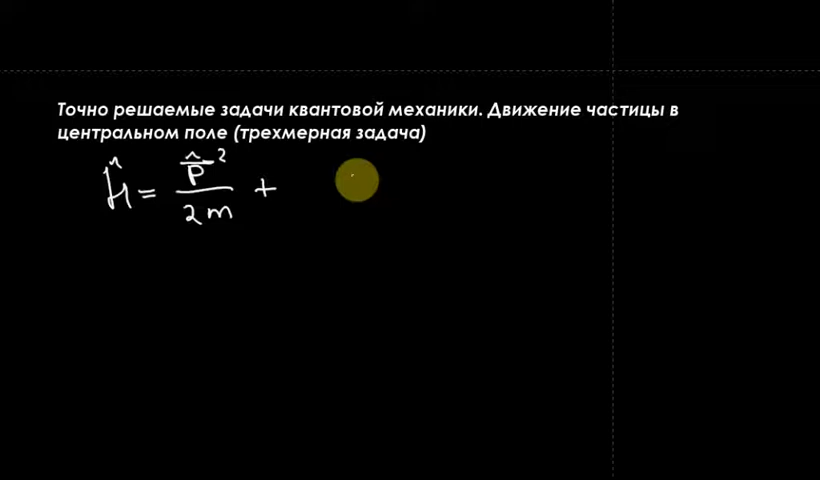 Точно решаемые задачи квантовой механики. Движение частицы в
центральном поле (трехмерная задача)
Ĥ = p̂² / 2m +